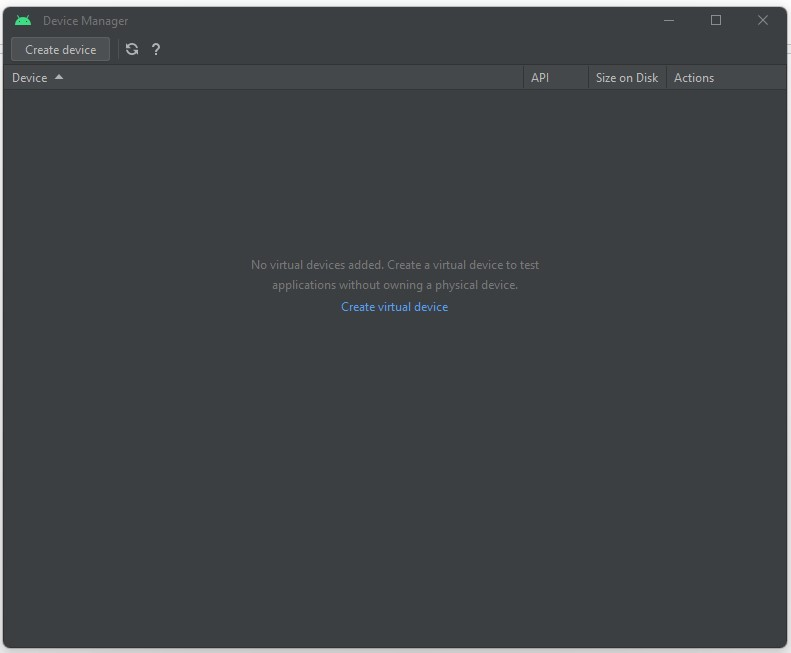 Device Manager
Create device ?
Device API Size on Disk Actions
No virtual devices added. Create a virtual device to test
applications without owning a physical device.
Create virtual device